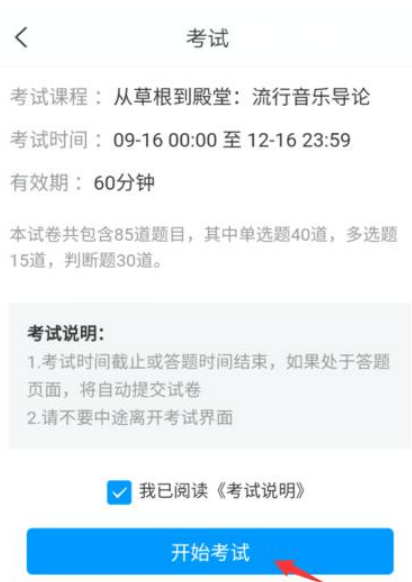 考试
考试课程：从草根到殿堂：流行音乐导论
考试时间：09-16 00:00 至 12-16 23:59
有效期：60分钟
本试卷共包含85道题目，其中单选题40道，多选题
15道，判断题30道。
考试说明：
1.考试时间截止或答题时间结束，如果处于答题
页面，将自动提交试卷
2.请不要中途离开考试界面
我已阅读《考试说明》
开始考试